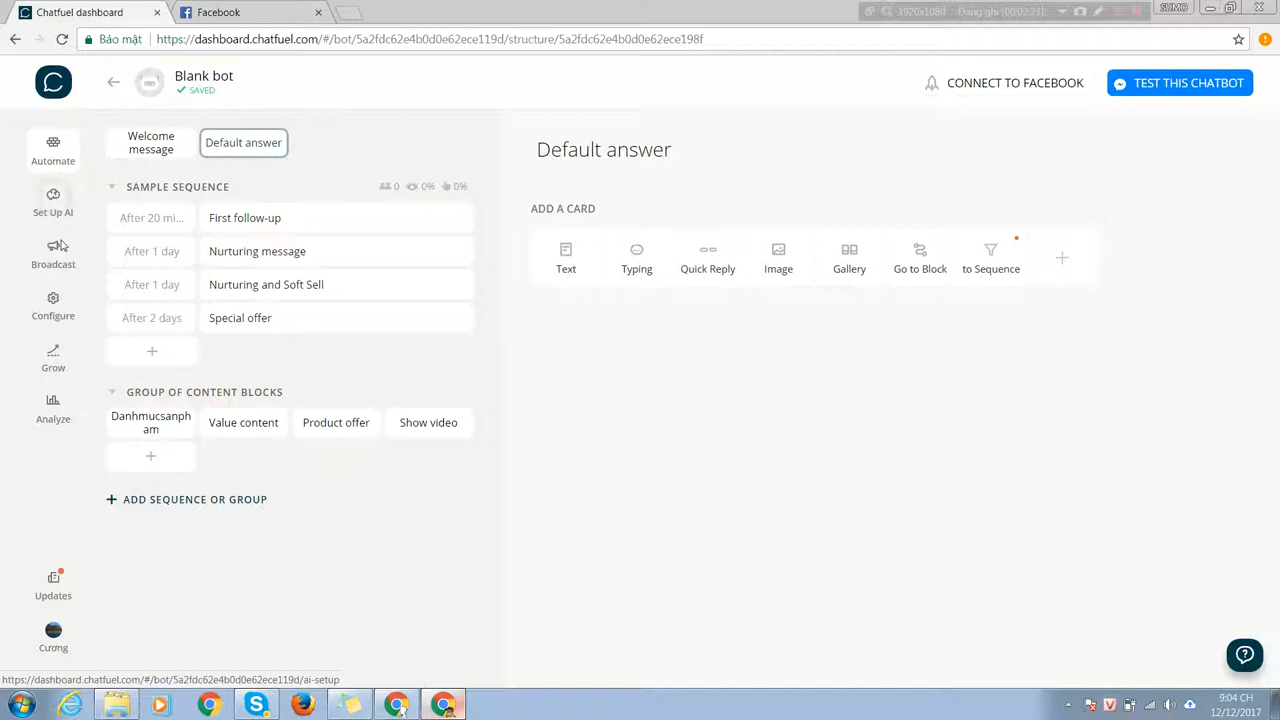 Chatfuel dashboard
Facebook
1920x1080
Bảo mật
https://dashboard.chatfuel.com/#/bot/5a2fdc62e4b0d0e62ece119d/structure/5a2fdc62e4b0d0e62ece198f
Blank bot
SAVED
CONNECT TO FACEBOOK
TEST THIS CHATBOT
Automate
Set Up AI
Broadcast
Configure
Grow
Analyze
Updates
Cương
Welcome message
Default answer
SAMPLE SEQUENCE
0
0%
0%
After 20 mi...
First follow-up
After 1 day
Nurturing message
After 1 day
Nurturing and Soft Sell
After 2 days
Special offer
GROUP OF CONTENT BLOCKS
Danhmucsanph
am
Value content
Product offer
Show video
ADD SEQUENCE OR GROUP
Default answer
ADD A CARD
Text
Typing
Quick Reply
Image
Gallery
Go to Block
to Sequence
https://dashboard.chatfuel.com/#/bot/5a2fdc62e4b0d0e62ece119d/ai-setup
9:04 CH
12/12/2017